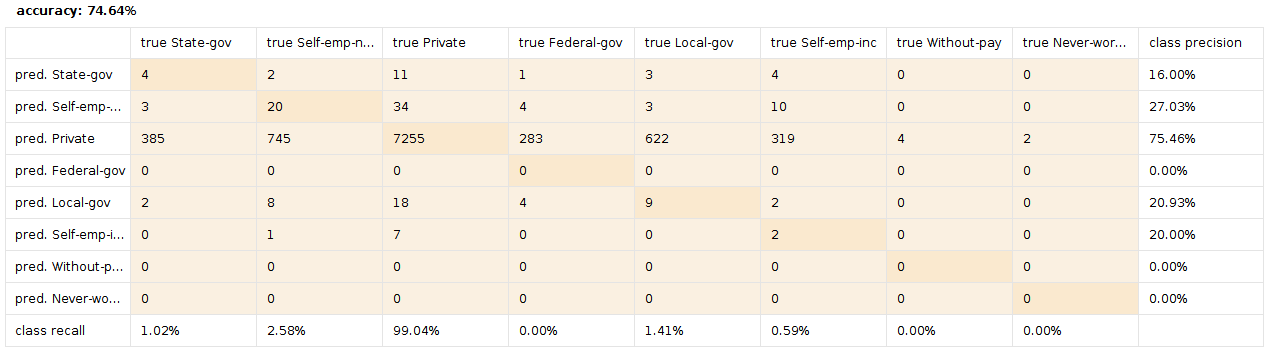 accuracy: 74.64%
true State-gov true Self-emp-n... true Private true Federal-gov true Local-gov true Self-emp-inc true Without-pay true Never-wor... class precision
pred. State-gov 4 2 11 1 3 4 0 0 16.00%
pred. Self-emp-... 3 20 34 4 3 10 0 0 27.03%
pred. Private 385 745 7255 283 622 319 4 2 75.46%
pred. Federal-gov 0 0 0 0 0 0 0 0 0.00%
pred. Local-gov 2 8 18 4 9 2 0 0 20.93%
pred. Self-emp-i... 0 1 7 0 0 2 0 0 20.00%
pred. Without-p... 0 0 0 0 0 0 0 0 0.00%
pred. Never-wo... 0 0 0 0 0 0 0 0 0.00%
class recall 1.02% 2.58% 99.04% 0.00% 1.41% 0.59% 0.00% 0.00%